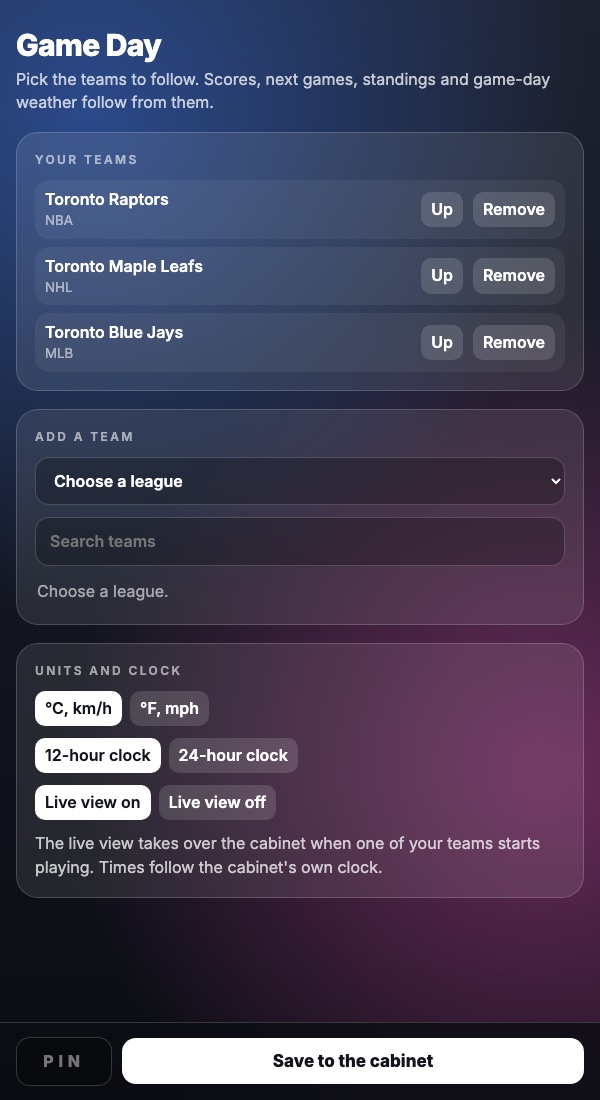 Game Day
Pick the teams to follow. Scores, next games, standings and game-day
weather follow from them.
YOUR TEAMS
Toronto Raptors
NBA
Up
Remove
Toronto Maple Leafs
NHL
Up
Remove
Toronto Blue Jays
MLB
Up
Remove
ADD A TEAM
Choose a league
Search teams
Choose a league.
UNITS AND CLOCK
°C, km/h
°F, mph
12-hour clock
24-hour clock
Live view on
Live view off
The live view takes over the cabinet when one of your teams starts
playing. Times follow the cabinet's own clock.
PIN
Save to the cabinet